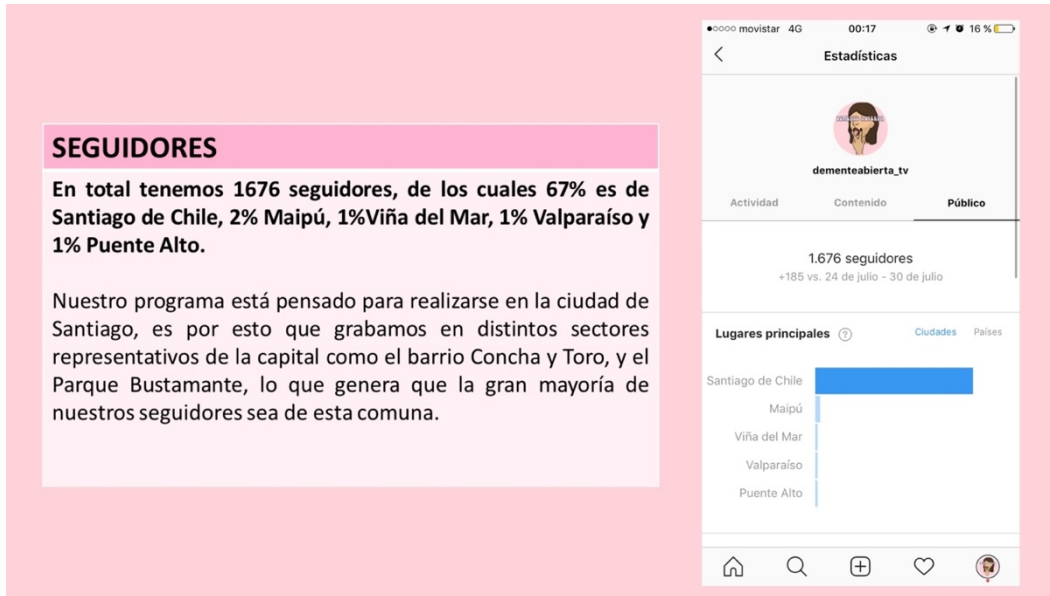 SEGUIDORES
En total tenemos 1676 seguidores, de los cuales 67% es de
Santiago de Chile, 2% Maipú, 1%Viña del Mar, 1% Valparaíso y
1% Puente Alto.
Nuestro programa está pensado para realizarse en la ciudad de
Santiago, es por esto que grabamos en distintos sectores
representativos de la capital como el barrio Concha y Toro, y el
Parque Bustamante, lo que genera que la gran mayoría de
nuestros seguidores sea de esta comuna.
movistar 4G 00:17 16 %
Estadísticas
dementeabierta_tv
Actividad Contenido Público
1.676 seguidores
+185 vs. 24 de julio - 30 de julio
Lugares principales ? Ciudades Países
Santiago de Chile
Maipú
Viña del Mar
Valparaíso
Puente Alto